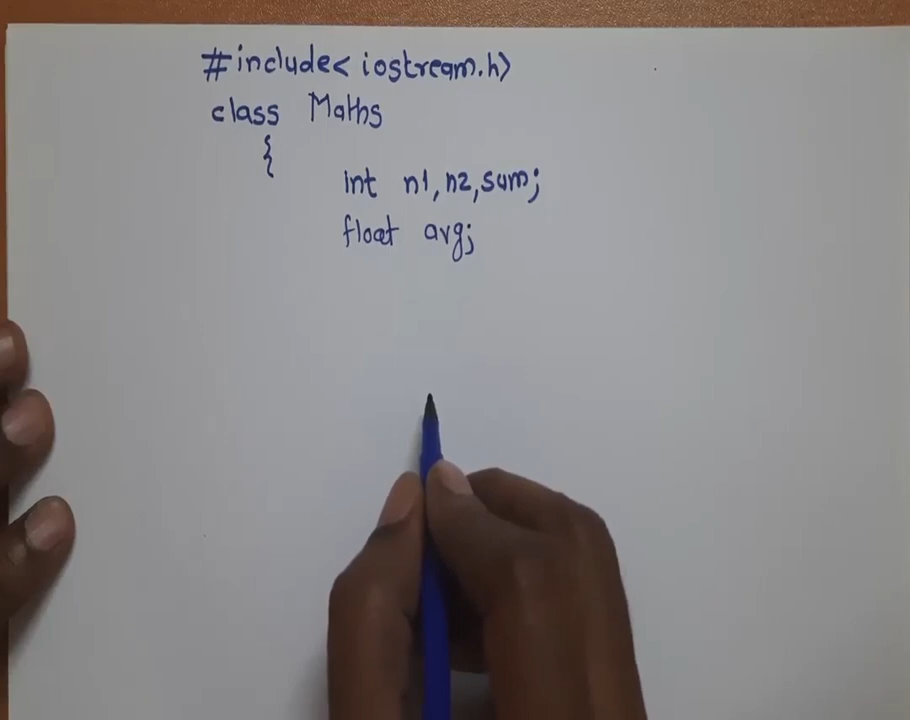 #include< iostream.h>
class Maths
{
int n1, n2, sum;
float avg;